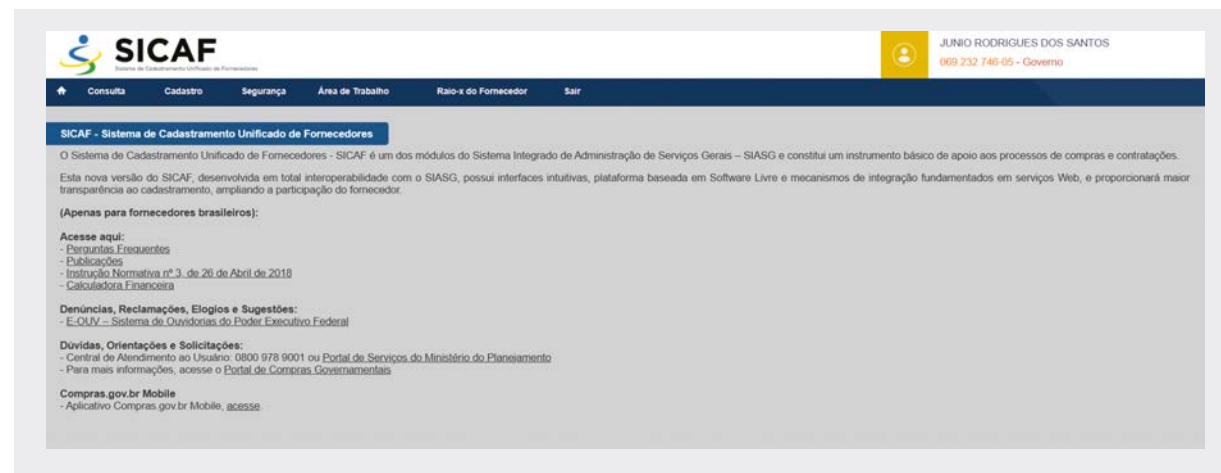 SICAF
Sistema de Cadastramento Unificado de Fornecedores
JUNIO RODRIGUES DOS SANTOS
069.232.746-05 - Governo
Consulta Cadastro Segurança Área de Trabalho Raio-x do Fornecedor Sair
SICAF - Sistema de Cadastramento Unificado de Fornecedores
O Sistema de Cadastramento Unificado de Fornecedores - SICAF é um dos módulos do Sistema Integrado de Administração de Serviços Gerais – SIASG e constitui um instrumento básico de apoio aos processos de compras e contratações.
Esta nova versão do SICAF, desenvolvida em total interoperabilidade com o SIASG, possui interfaces intuitivas, plataforma baseada em Software Livre e mecanismos de integração fundamentados em serviços Web, e proporcionará maior
transparência ao cadastramento, ampliando a participação do fornecedor.
(Apenas para fornecedores brasileiros):
Acesse aqui:
- Perguntas Frequentes
- Publicações
- Instrução Normativa nº 3, de 26 de Abril de 2018
- Calculadora Financeira
Denúncias, Reclamações, Elogios e Sugestões:
- E-OUV – Sistema de Ouvidorias do Poder Executivo Federal
Dúvidas, Orientações e Solicitações:
- Central de Atendimento ao Usuário: 0800 978 9001 ou Portal de Serviços do Ministério do Planejamento
- Para mais informações, acesse o Portal de Compras Governamentais
Compras.gov.br Mobile
- Aplicativo Compras.gov.br Mobile, acesse.